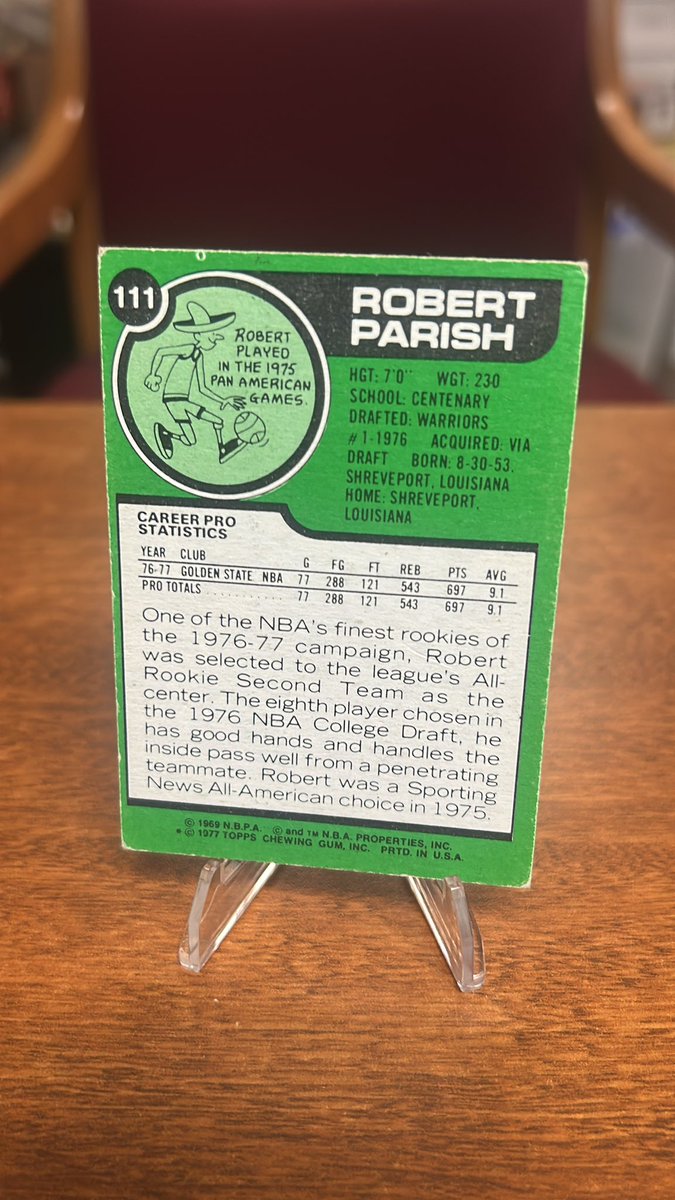 111
ROBERT
PARISH
ROBERT
PLAYED
IN THE 1975
PAN AMERICAN
GAMES.
HGT: 7'0" WGT: 230
SCHOOL: CENTENARY
DRAFTED: WARRIORS
#1-1976 ACQUIRED: VIA
DRAFT BORN: 8-30-53,
SHREVEPORT, LOUISIANA
HOME: SHREVEPORT,
LOUISIANA
CAREER PRO
STATISTICS
YEAR CLUB G FG FT REB PTS AVG
76-77 GOLDEN STATE NBA 77 288 121 543 697 9.1
PRO TOTALS . . . . . . . . . . . 77 288 121 543 697 9.1
One of the NBA's finest rookies of
the 1976-77 campaign, Robert
was selected to the league's All-
Rookie Second Team as the
center. The eighth player chosen in
the 1976 NBA College Draft, he
has good hands and handles the
inside pass well from a penetrating
teammate. Robert was a Sporting
News All-American choice in 1975.
© 1969 N.B.P.A. © and TM N.B.A. PROPERTIES, INC.
* © 1977 TOPPS CHEWING GUM, INC. PRTD. IN U.S.A.